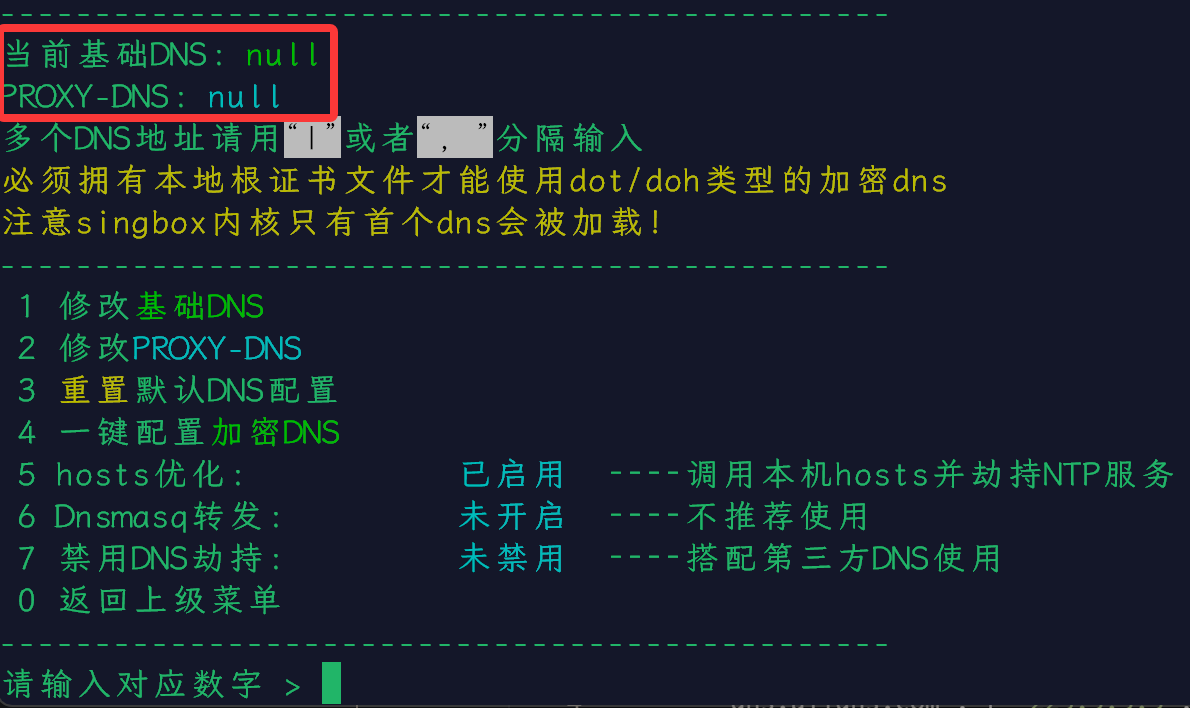 -----------------------------------------------
当前基础DNS: null
PROXY-DNS: null
多个DNS地址请用“|”或者“, ”分隔输入
必须拥有本地根证书文件才能使用dot/doh类型的加密dns
注意singbox内核只有首个dns会被加载!
-----------------------------------------------
1 修改基础DNS
2 修改PROXY-DNS
3 重置默认DNS配置
4 一键配置加密DNS
5 hosts优化: 已启用 ----调用本机hosts并劫持NTP服务
6 Dnsmasq转发: 未开启 ----不推荐使用
7 禁用DNS劫持: 未禁用 ----搭配第三方DNS使用
0 返回上级菜单
-----------------------------------------------
请输入对应数字 >